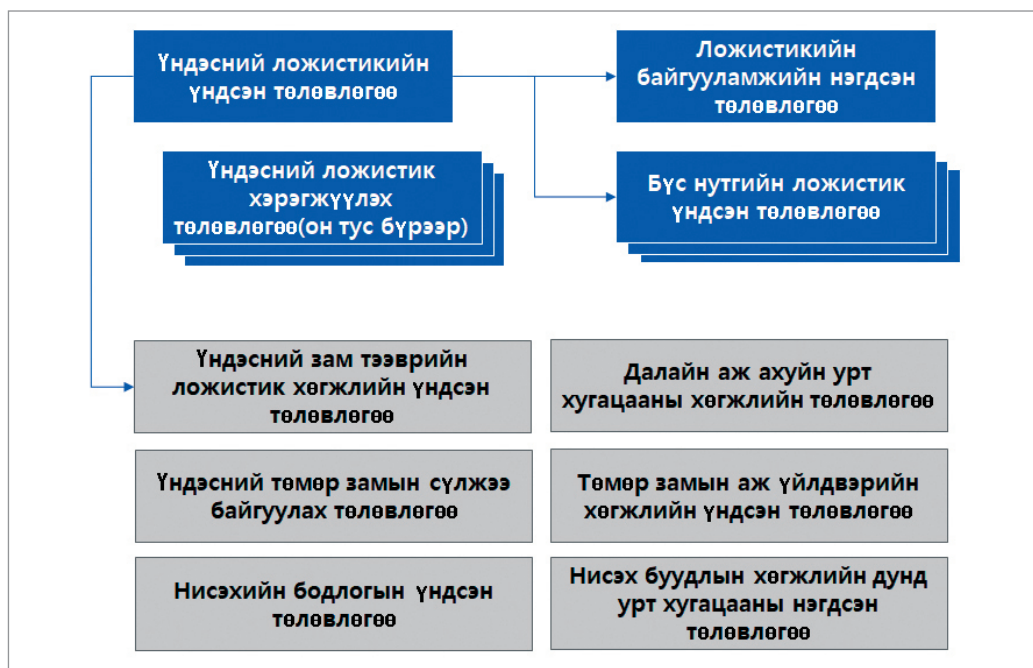 Үндэсний ложистикийн
үндсэн төлөвлөгөө
Ложистикийн
байгууламжийн нэгдсэн
төлөвлөгөө
Үндэсний ложистик
хэрэгжүүлэх
төлөвлөгөө(он тус бүрээр)
Бүс нутгийн ложистик
үндсэн төлөвлөгөө
Үндэсний зам тээврийн
ложистик хөгжлийн үндсэн
төлөвлөгөө
Далайн аж ахуйн урт
хугацааны хөгжлийн төлөвлөгөө
Үндэсний төмөр замын сүлжээ
байгуулах төлөвлөгөө
Төмөр замын аж үйлдвэрийн
хөгжлийн үндсэн төлөвлөгөө
Нисэхийн бодлогын үндсэн
төлөвлөгөө
Нисэх буудлын хөгжлийн дунд
урт хугацааны нэгдсэн
төлөвлөгөө